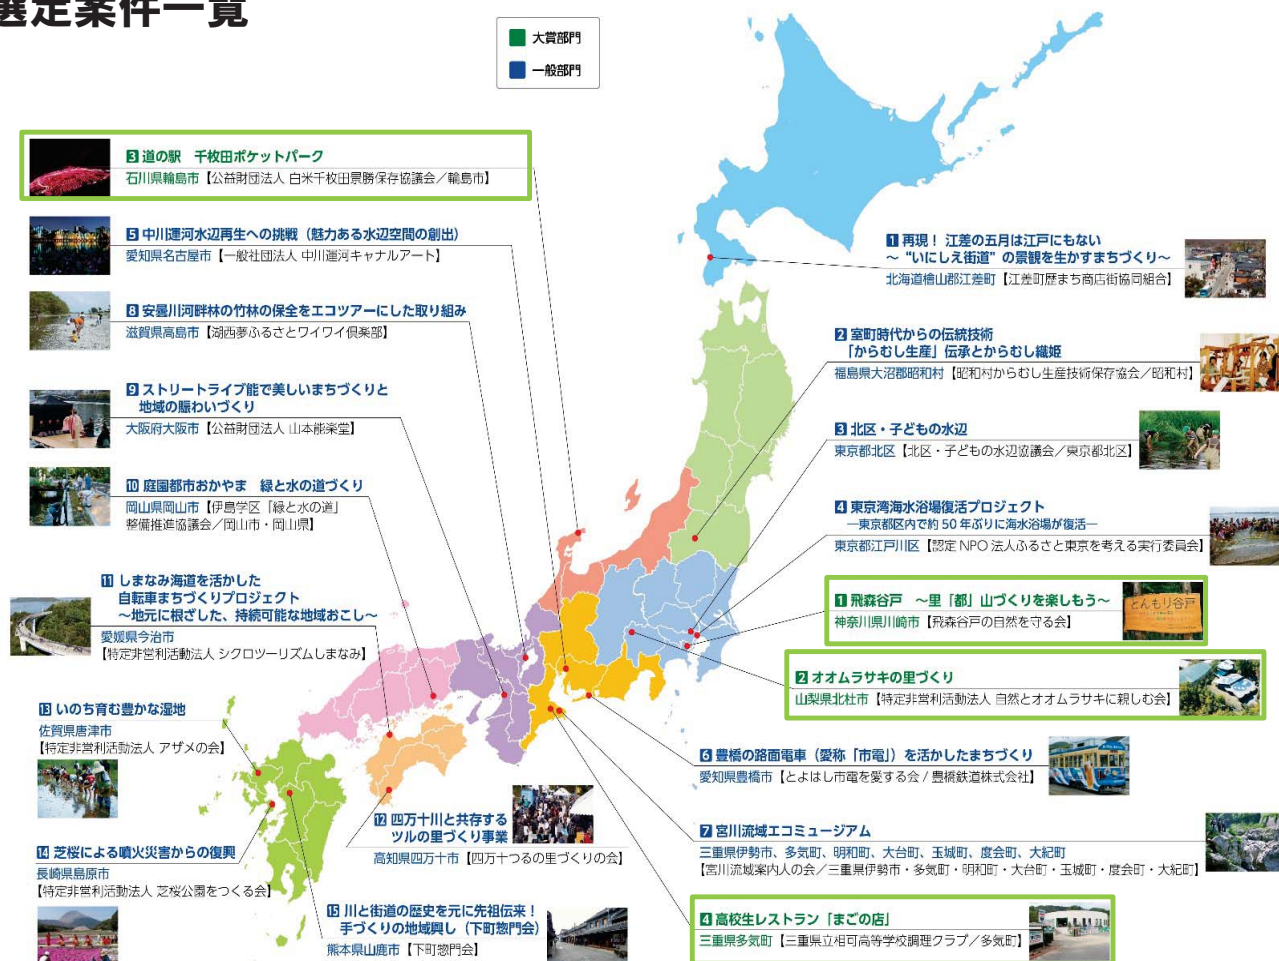 選定案件一覧
大賞部門
一般部門
3 道の駅 千枚田ポケットパーク
石川県輪島市【公益財団法人 白米千枚田景勝保存協議会／輪島市】
5 中川運河水辺再生への挑戦（魅力ある水辺空間の創出）
愛知県名古屋市【一般社団法人 中川運河キャナルアート】
8 安曇川河畔林の竹林の保全をエコツアーにした取り組み
滋賀県高島市【湖西夢ふるさとワイワイ倶楽部】
9 ストリートライブ能で美しいまちづくりと
地域の賑わいづくり
大阪府大阪市【公益財団法人 山本能楽堂】
10 庭園都市おかやま 緑と水の道づくり
岡山県岡山市【伊島学区「緑と水の道」
整備推進協議会／岡山市・岡山県】
11 しまなみ海道を活かした
自転車まちづくりプロジェクト
～地元に根ざした、持続可能な地域おこし～
愛媛県今治市
【特定非営利活動法人 シクロツーリズムしまなみ】
13 いのち育む豊かな湿地
佐賀県唐津市
【特定非営利活動法人 アザメの会】
14 芝桜による噴火災害からの復興
長崎県島原市
【特定非営利活動法人 芝桜公園をつくる会】
15 川と街道の歴史を元に先祖伝来！
手づくりの地域興し（下町惣門会）
熊本県山鹿市【下町惣門会】
12 四万十川と共存する
ツルの里づくり事業
高知県四万十市【四万十つるの里づくりの会】
1 再現！ 江差の五月は江戸にもない
～ “いにしえ街道” の景観を生かすまちづくり～
北海道檜山郡江差町【江差町歴まち商店街協同組合】
2 室町時代からの伝統技術
「からむし生産」伝承とからむし織姫
福島県大沼郡昭和村【昭和村からむし生産技術保存協会／昭和村】
3 北区・子どもの水辺
東京都北区【北区・子どもの水辺協議会／東京都北区】
4 東京湾海水浴場復活プロジェクト
―東京都区内で約50年ぶりに海水浴場が復活―
東京都江戸川区【認定NPO法人ふるさと東京を考える実行委員会】
1 飛森谷戸 ～里「都」山づくりを楽しもう～
神奈川県川崎市【飛森谷戸の自然を守る会】
とんもり谷戸
2 オオムラサキの里づくり
山梨県北杜市【特定非営利活動法人 自然とオオムラサキに親しむ会】
6 豊橋の路面電車（愛称「市電」）を活かしたまちづくり
愛知県豊橋市【とよはし市電を愛する会 / 豊橋鉄道株式会社】
7 宮川流域エコミュージアム
三重県伊勢市、多気町、明和町、大台町、玉城町、度会町、大紀町
【宮川流域案内人の会／三重県伊勢市・多気町・明和町・大台町・玉城町・度会町・大紀町】
4 高校生レストラン「まごの店」
三重県多気町【三重県立相可高等学校調理クラブ／多気町】